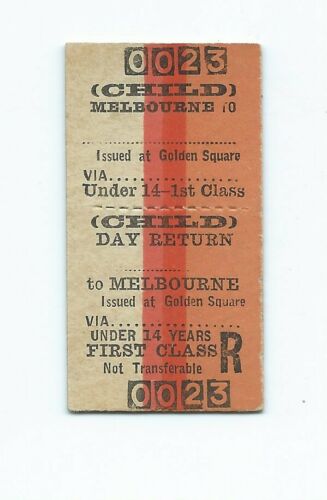 0023
(CHILD)
MELBOURNE TO
Issued at Golden Square
VIA....................
Under 14-1st Class
(CHILD)
DAY RETURN
to MELBOURNE
Issued at Golden Square
VIA....................
UNDER 14 YEARS
FIRST CLASS R
Not Transferable
0023